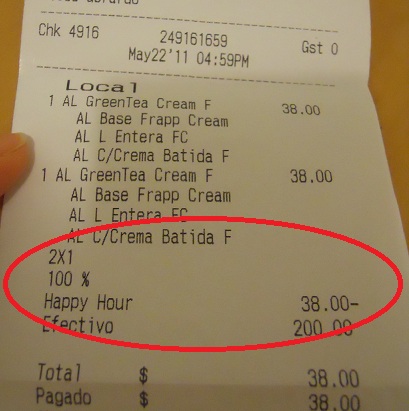 Chk 4916 249161659 Gst 0
May22'11 04:59PM
Local
1 AL GreenTea Cream F 38.00
AL Base Frapp Cream
AL L Entera FC
AL C/Crema Batida F
1 AL GreenTea Cream F 38.00
AL Base Frapp Cream
AL L Entera FC
AL C/Crema Batida F
2X1
100 %
Happy Hour 38.00-
Efectivo 200.00
Total $ 38.00
Pagado $ 38.00